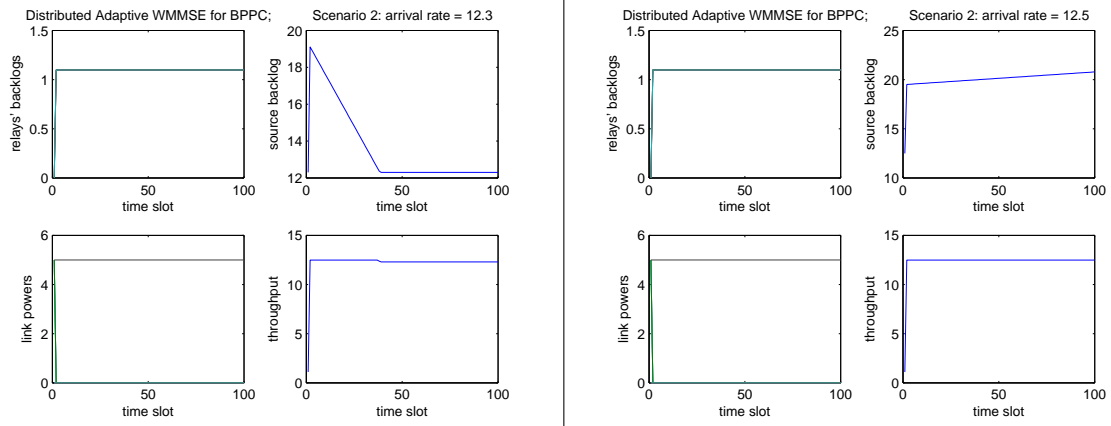 Distributed Adaptive WMMSE for BPPC;
Scenario 2: arrival rate = 12.3
1.5
1
0.5
0
relays' backlogs
0
50
100
time slot
20
18
16
14
12
source backlog
0
50
100
time slot
6
4
2
0
link powers
0
50
100
time slot
15
10
5
0
throughput
0
50
100
time slot
Distributed Adaptive WMMSE for BPPC;
Scenario 2: arrival rate = 12.5
1.5
1
0.5
0
relays' backlogs
0
50
100
time slot
25
20
15
10
source backlog
0
50
100
time slot
6
4
2
0
link powers
0
50
100
time slot
15
10
5
0
throughput
0
50
100
time slot